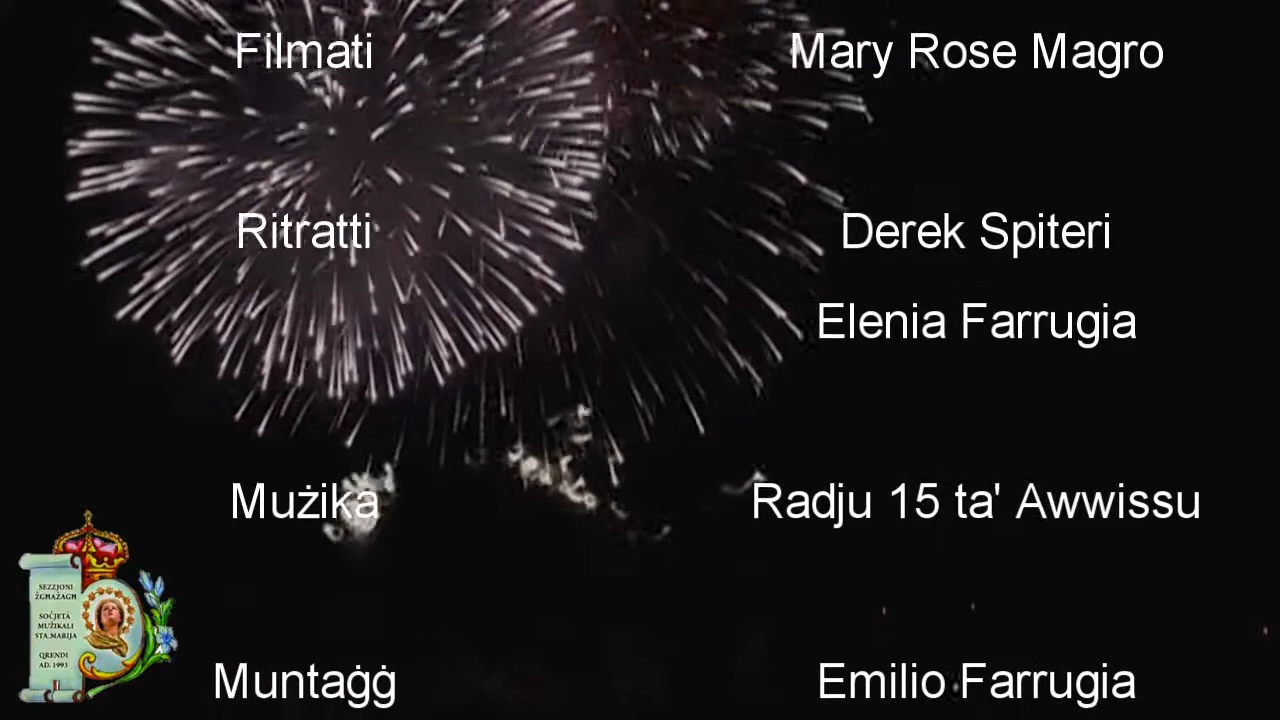 Filmati Mary Rose Magro
Ritratti Derek Spiteri
Elenia Farrugia
Mużika Radju 15 ta' Awwissu
SEZZJONI
ŻGĦAŻAGĦ
SOĊJETÀ
MUŻIKALI
STA.MARIJA
QRENDI
AD. 1993
Muntaġġ Emilio Farrugia